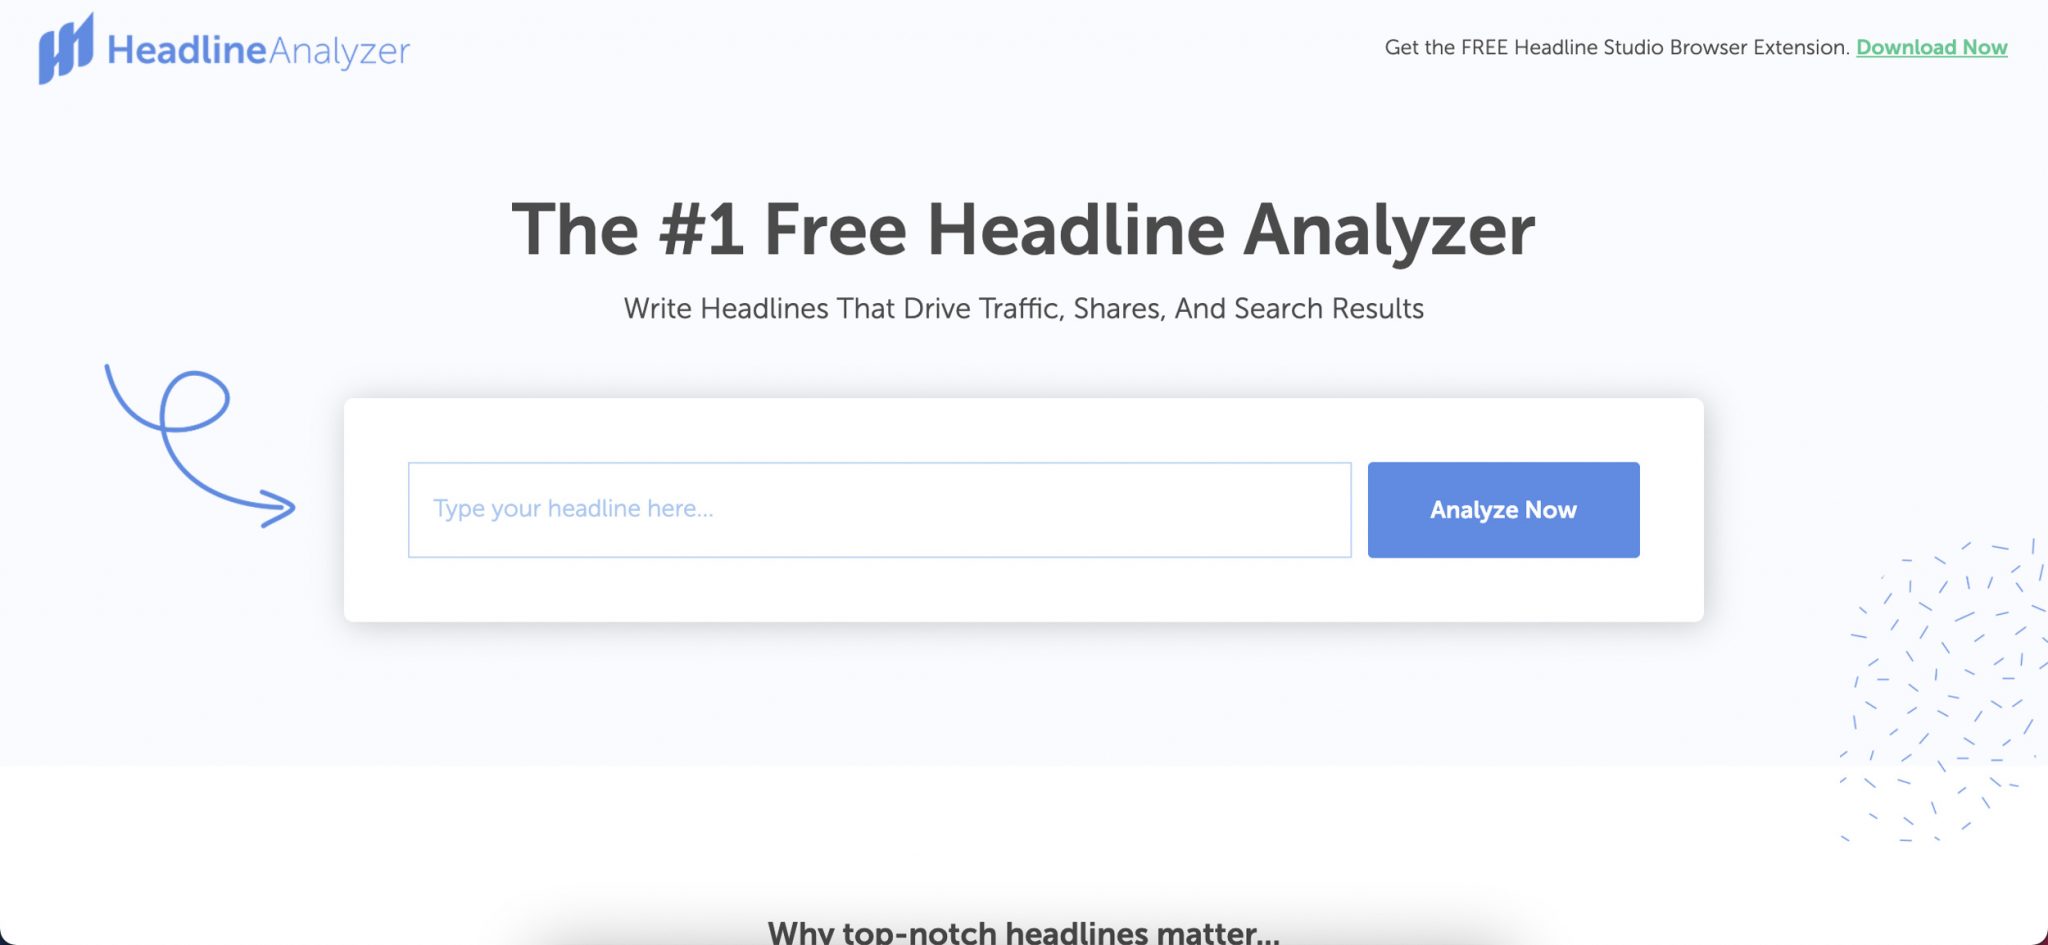 HeadlineAnalyzer
Get the FREE Headline Studio Browser Extension. Download Now
The #1 Free Headline Analyzer
Write Headlines That Drive Traffic, Shares, And Search Results
Type your headline here...
Analyze Now
Why top-notch headlines matter...